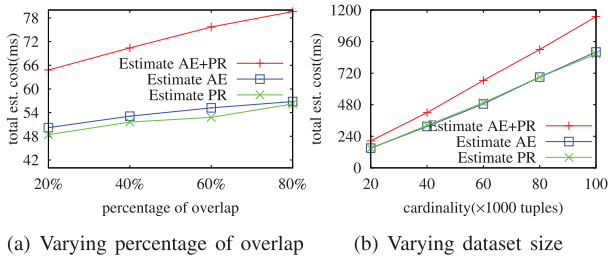 total est. cost(ms)
78
72
66
60
54
48
42
Estimate AE+PR
Estimate AE
Estimate PR
20% 40% 60% 80%
percentage of overlap
(a) Varying percentage of overlap
total est. cost(ms)
1200
960
720
480
240
0
Estimate AE+PR
Estimate AE
Estimate PR
20 40 60 80 100
cardinality(×1000 tuples)
(b) Varying dataset size